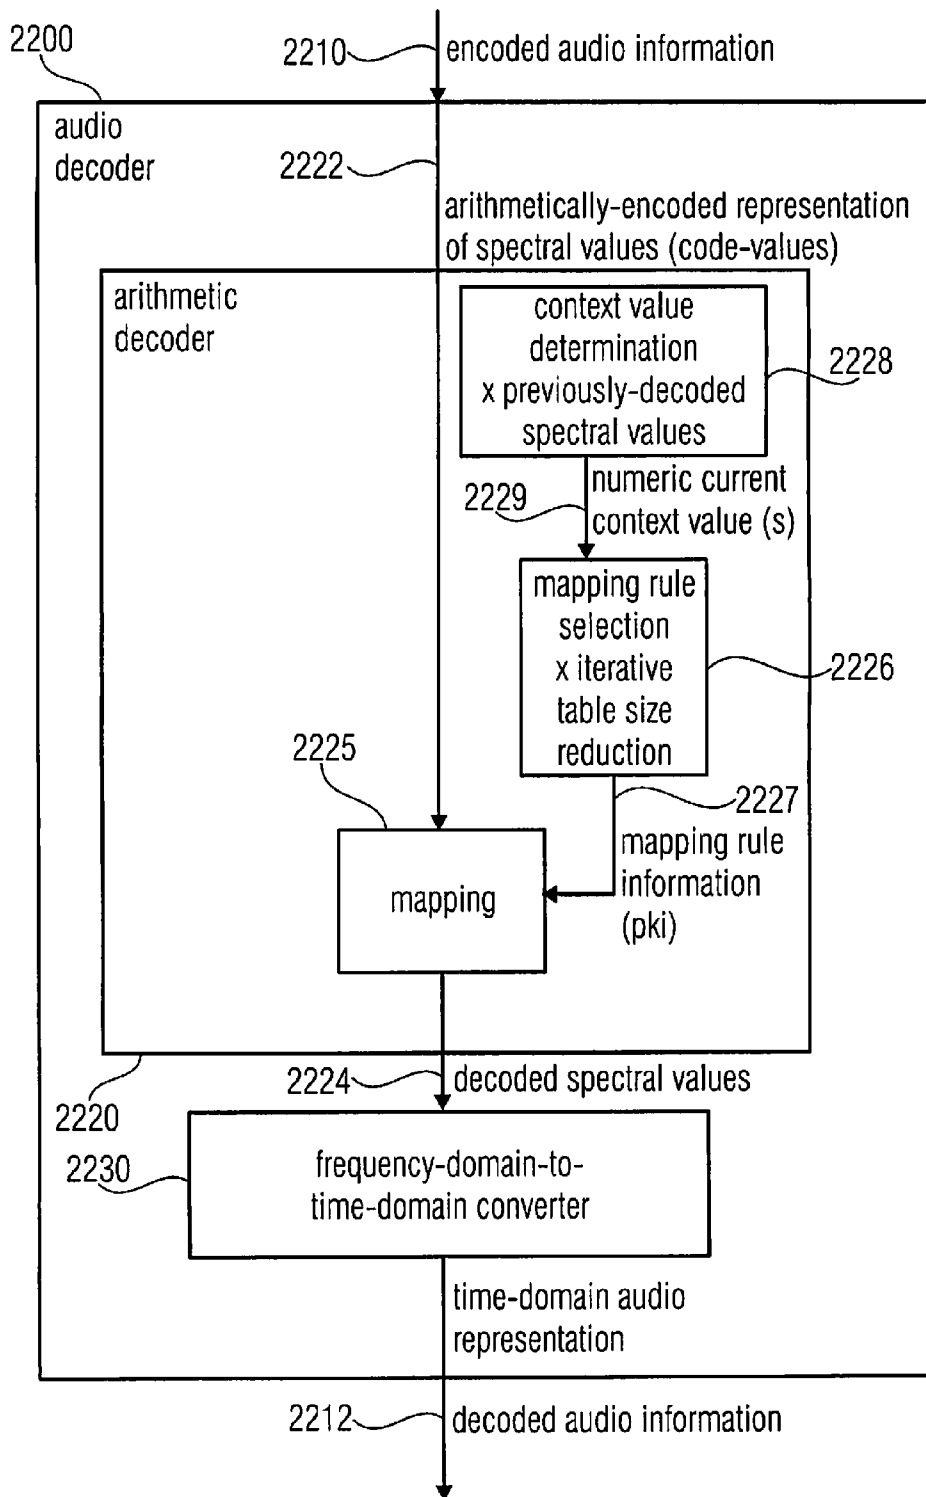 2200
2210
encoded audio information
audio
decoder
2222
arithmetically-encoded representation
of spectral values (code-values)
arithmetic
decoder
context value
determination
x previously-decoded
spectral values
2228
2229
numeric current
context value (s)
mapping rule
selection
x iterative
table size
reduction
2226
2225
2227
mapping rule
information
(pki)
mapping
2224
decoded spectral values
2220
2230
frequency-domain-to-
time-domain converter
time-domain audio
representation
2212
decoded audio information